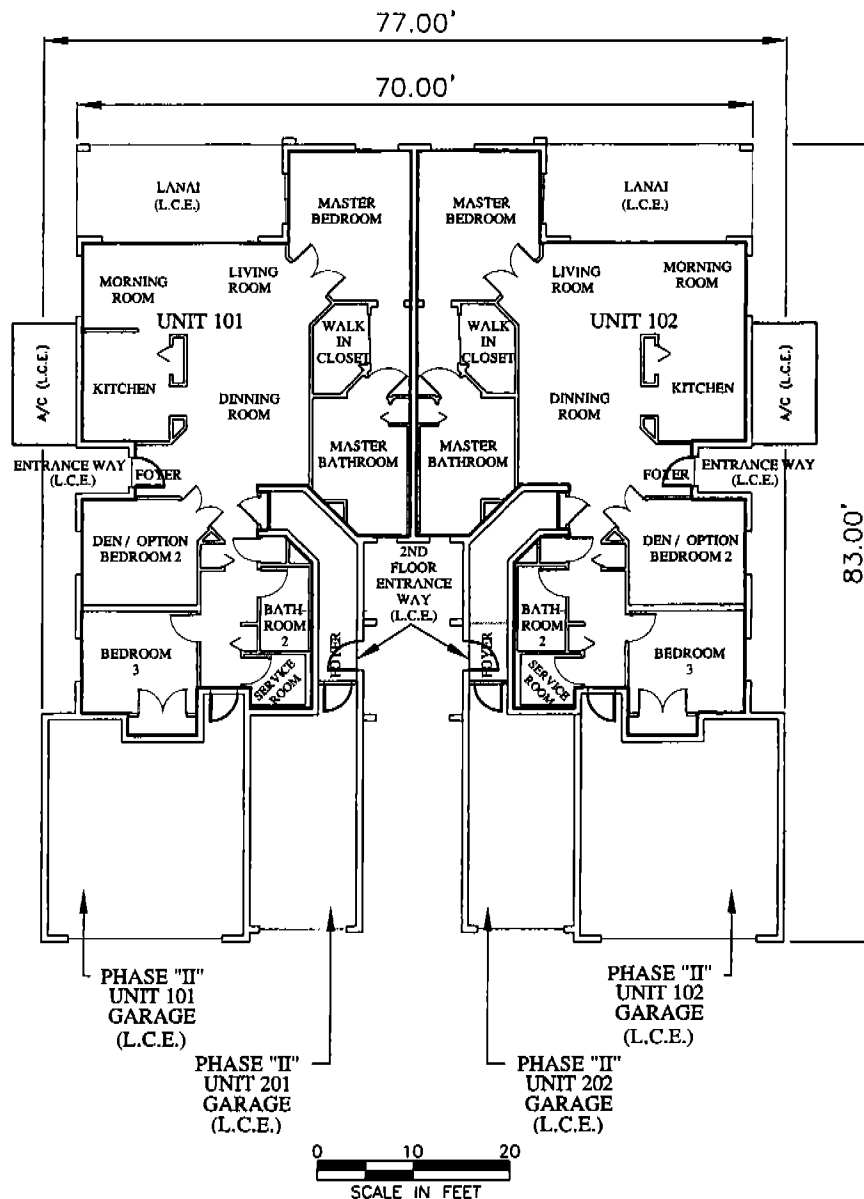 77.00'
70.00'
LANAI
(L.C.E.)
MASTER
BEDROOM
MASTER
BEDROOM
LANAI
(L.C.E.)
MORNING
ROOM
LIVING
ROOM
LIVING
ROOM
MORNING
ROOM
UNIT 101
UNIT 102
WALK
IN
CLOSET
WALK
IN
CLOSET
A/C (L.C.E.)
KITCHEN
DINNING
ROOM
DINNING
ROOM
KITCHEN
A/C (L.C.E.)
MASTER
BATHROOM
MASTER
BATHROOM
ENTRANCE WAY
(L.C.E.)
FOYER
FOYER
ENTRANCE WAY
(L.C.E.)
83.00'
DEN / OPTION
BEDROOM 2
2ND
FLOOR
ENTRANCE
WAY
(L.C.E.)
DEN / OPTION
BEDROOM 2
BATH-
ROOM
2
BATH-
ROOM
2
BEDROOM
3
SERVICE
ROOM
FOYER
FOYER
SERVICE
ROOM
BEDROOM
3
PHASE "II"
UNIT 101
GARAGE
(L.C.E.)
PHASE "II"
UNIT 102
GARAGE
(L.C.E.)
PHASE "II"
UNIT 201
GARAGE
(L.C.E.)
PHASE "II"
UNIT 202
GARAGE
(L.C.E.)
0 10 20
SCALE IN FEET